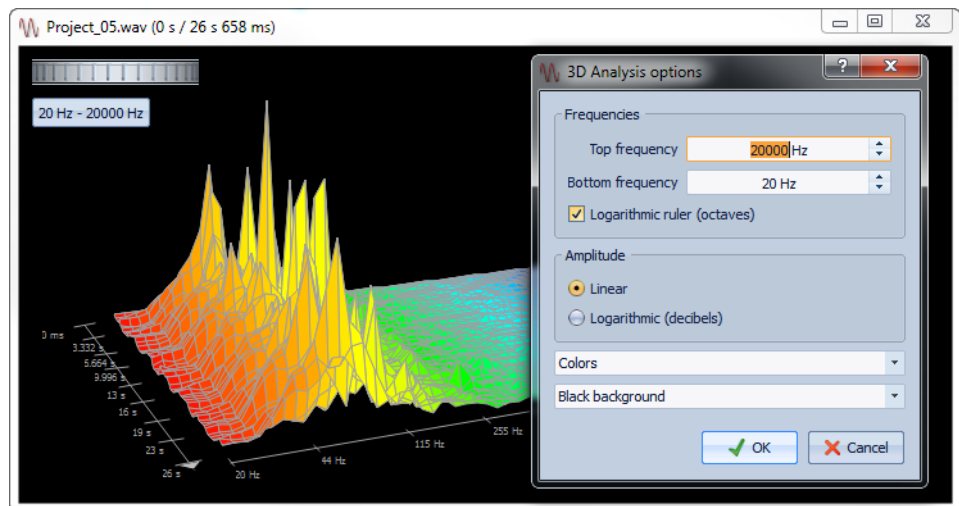 Project_05.wav (0 s / 26 s 658 ms)
20 Hz - 20000 Hz
0 ms
3.332 s
6.664 s
9.996 s
13 s
16 s
19 s
23 s
26 s
20 Hz
44 Hz
115 Hz
255 Hz
3D Analysis options
?
Frequencies
Top frequency 20000 Hz
Bottom frequency 20 Hz
Logarithmic ruler (octaves)
Amplitude
Linear
Logarithmic (decibels)
Colors
Black background
OK Cancel